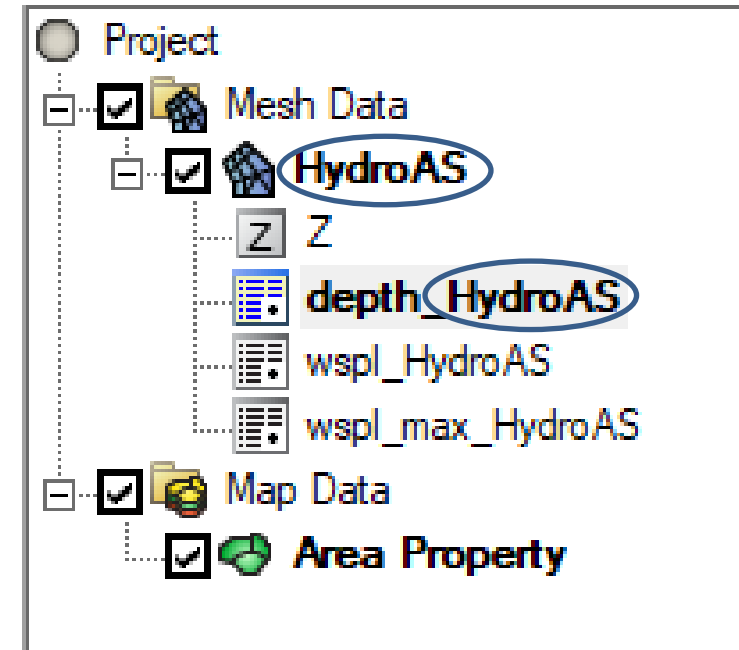 Project
Mesh Data
HydroAS
Z Z
depth_HydroAS
wspl_HydroAS
wspl_max_HydroAS
Map Data
Area Property